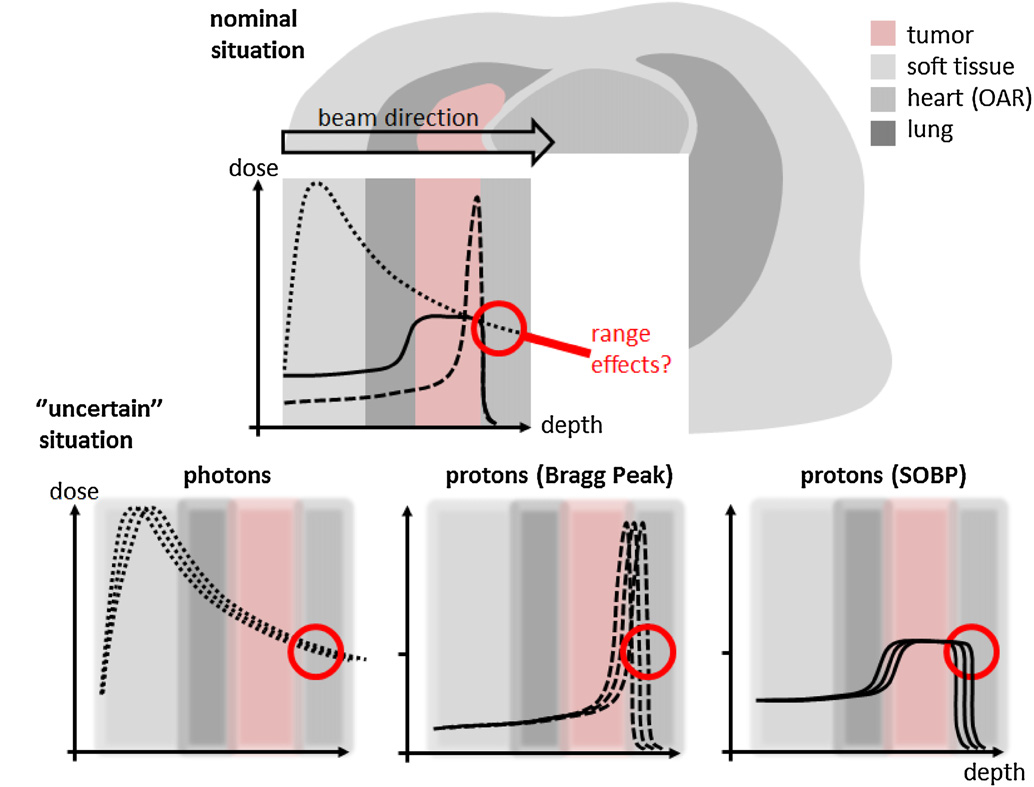 nominal
situation
tumor
soft tissue
heart (OAR)
lung
beam direction
dose
range
effects?
depth
”uncertain”
situation
photons
protons (Bragg Peak)
protons (SOBP)
dose
depth